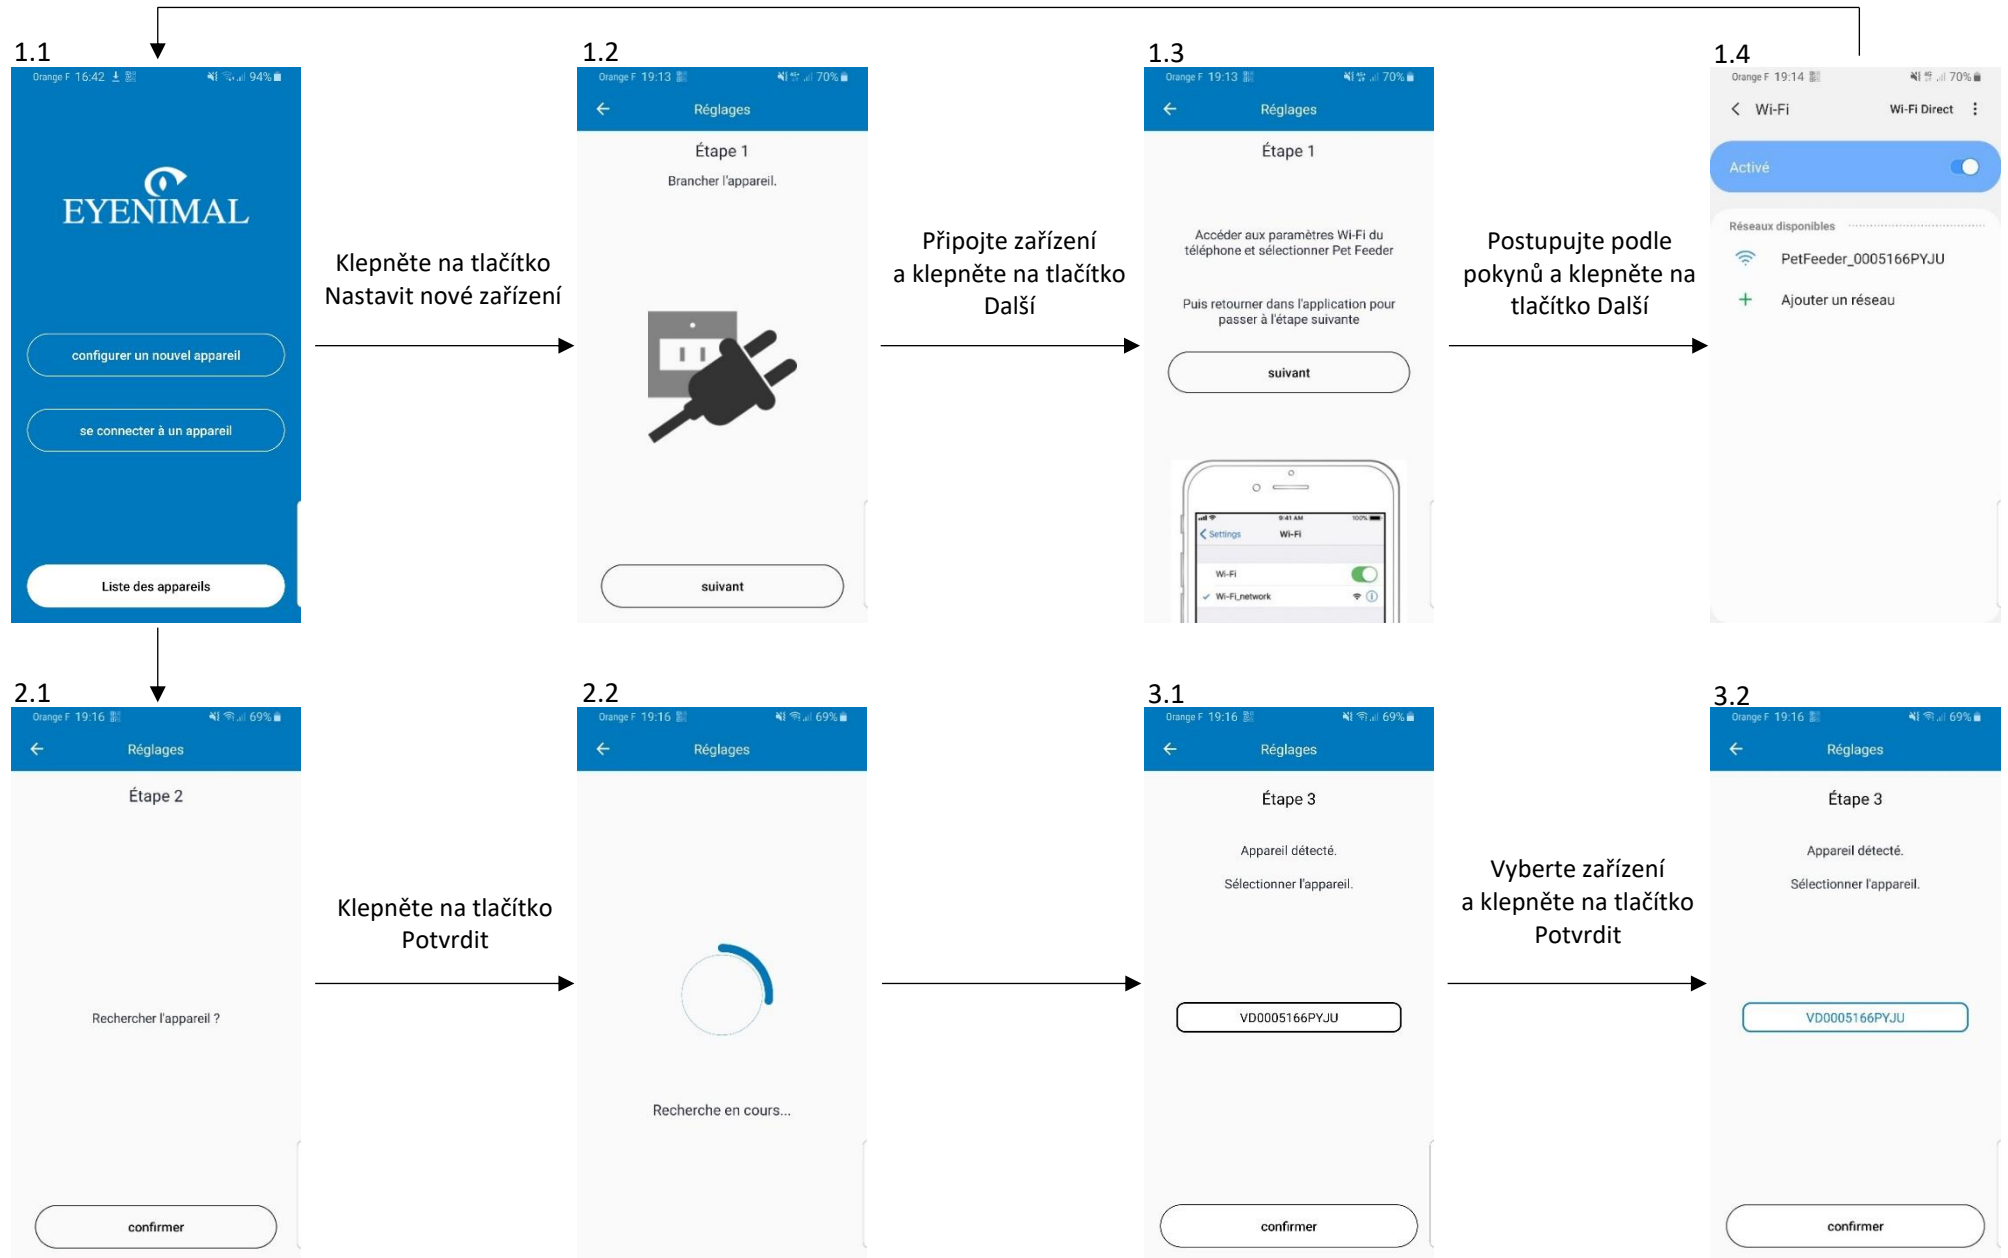 1.1
Orange F 16:42
94%
EYENIMAL
configurer un nouvel appareil
se connecter à un appareil
Liste des appareils
Klepněte na tlačítko
Nastavit nové zařízení
1.2
Orange F 19:13
70%
Réglages
Étape 1
Brancher l'appareil.
suivant
Připojte zařízení
a klepněte na tlačítko
Další
1.3
Orange F 19:13
70%
Réglages
Étape 1
Accéder aux paramètres Wi-Fi du
téléphone et sélectionner Pet Feeder
Puis retourner dans l'application pour
passer à l'étape suivante
suivant
9:41 AM
100%
Settings
Wi-Fi
Wi-Fi
Wi-Fi_network
Postupujte podle
pokynů a klepněte na
tlačítko Další
1.4
Orange F 19:14
70%
Wi-Fi
Wi-Fi Direct
Activé
Réseaux disponibles
PetFeeder_0005166PYJU
Ajouter un réseau
2.1
Orange F 19:16
69%
Réglages
Étape 2
Rechercher l'appareil ?
confirmer
Klepněte na tlačítko
Potvrdit
2.2
Orange F 19:16
69%
Réglages
Recherche en cours...
3.1
Orange F 19:16
69%
Réglages
Étape 3
Appareil détecté.
Sélectionner l'appareil.
VD0005166PYJU
confirmer
Vyberte zařízení
a klepněte na tlačítko
Potvrdit
3.2
Orange F 19:16
69%
Réglages
Étape 3
Appareil détecté.
Sélectionner l'appareil.
VD0005166PYJU
confirmer